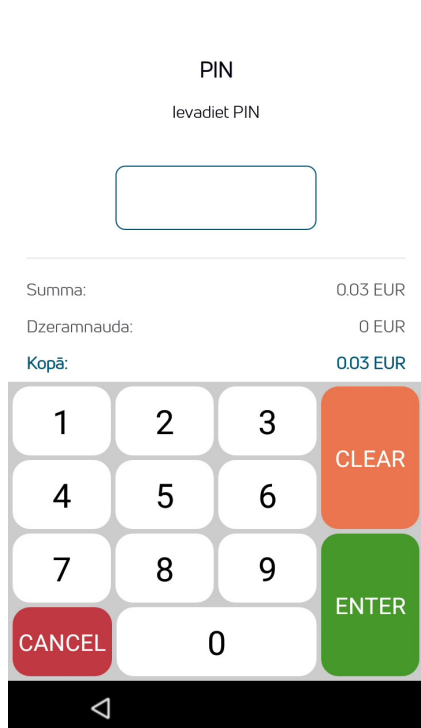 PIN
Ievadiet PIN
Summa: 0.03 EUR
Dzeramnauda: 0 EUR
Kopā: 0.03 EUR
1 2 3
CLEAR
4 5 6
7 8 9
ENTER
CANCEL 0